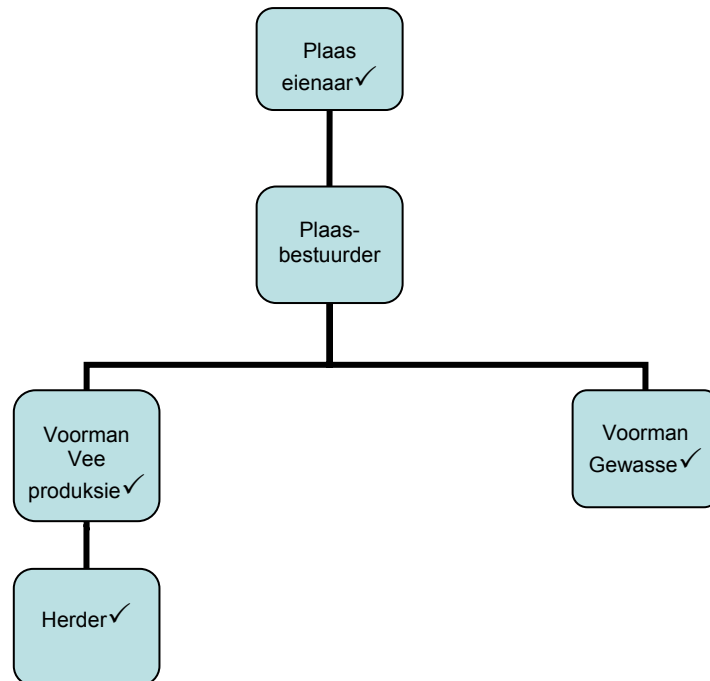 Plaas
eienaar✓
Plaas-
bestuurder
Voorman
Vee
produksie✓
Voorman
Gewasse✓
Herder✓